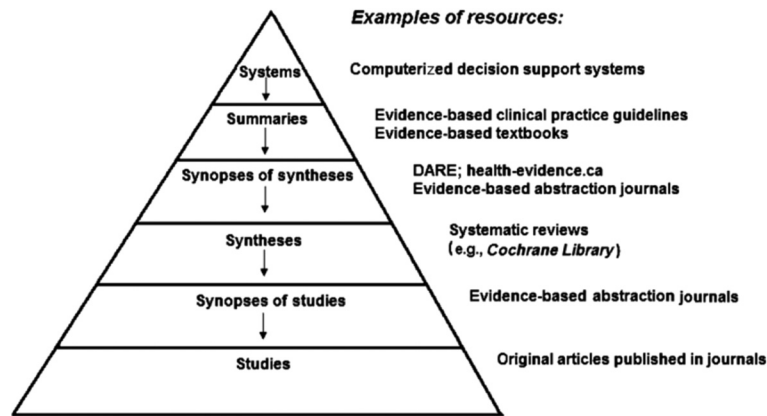 Examples of resources:
Systems
Computerized decision support systems
Summaries
Evidence-based clinical practice guidelines
Evidence-based textbooks
Synopses of syntheses
DARE; health-evidence.ca
Evidence-based abstraction journals
Syntheses
Systematic reviews
(e.g., Cochrane Library)
Synopses of studies
Evidence-based abstraction journals
Studies
Original articles published in journals